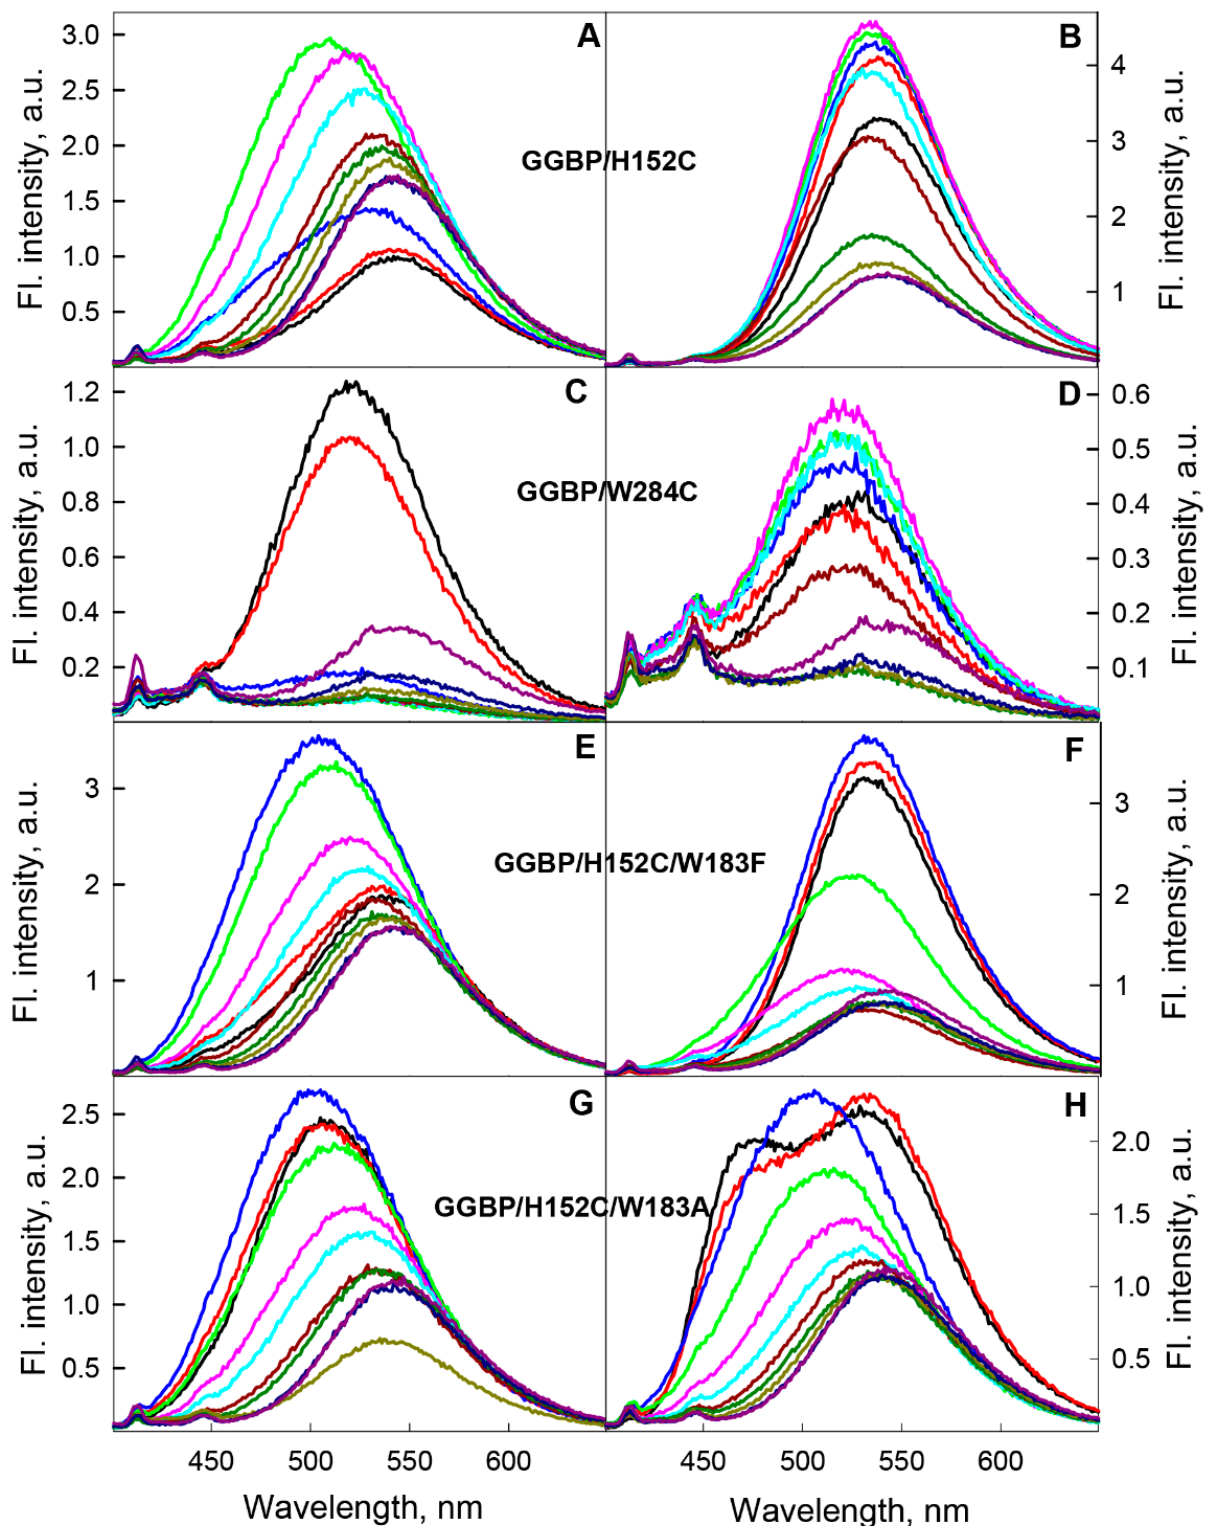 A
B
3.0
2.5
2.0
1.5
1.0
0.5
Fl. intensity, a.u.
GGBP/H152C
4
3
2
1
Fl. intensity, a.u.
C
D
1.2
1.0
0.8
0.6
0.4
0.2
Fl. intensity, a.u.
GGBP/W284C
0.6
0.5
0.4
0.3
0.2
0.1
Fl. intensity, a.u.
E
F
3
2
1
Fl. intensity, a.u.
GGBP/H152C/W183F
3
2
1
Fl. intensity, a.u.
G
H
2.5
2.0
1.5
1.0
0.5
Fl. intensity, a.u.
GGBP/H152C/W183A
2.0
1.5
1.0
0.5
Fl. intensity, a.u.
450 500 550 600
450 500 550 600
Wavelength, nm
Wavelength, nm